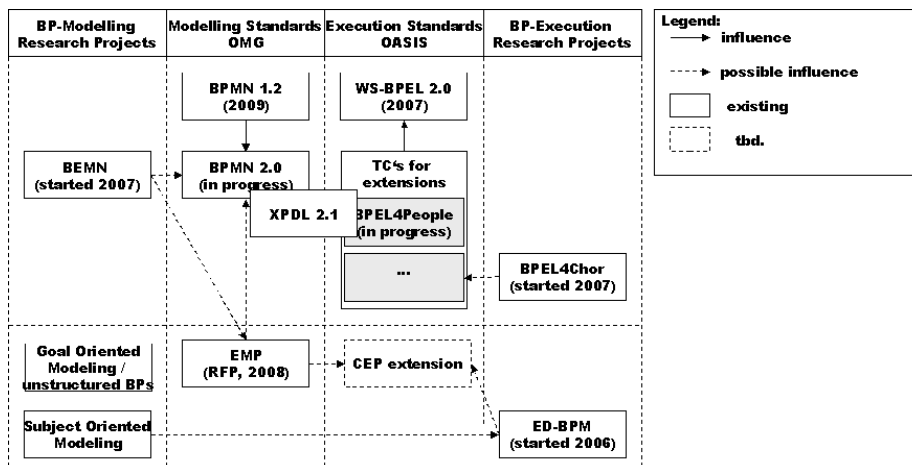 BP-Modelling
Research Projects
Modelling Standards
OMG
Execution Standards
OASIS
BP-Execution
Research Projects
Legend:
influence
possible influence
existing
tbd.
BPMN 1.2
(2009)
WS-BPEL 2.0
(2007)
BEMN
(started 2007)
BPMN 2.0
(in progress)
TC's for
extensions
XPDL 2.1
BPEL4People
(in progress)
...
BPEL4Chor
(started 2007)
Goal Oriented
Modeling /
unstructured BPs
EMP
(RFP, 2008)
CEP extension
Subject Oriented
Modeling
ED-BPM
(started 2006)